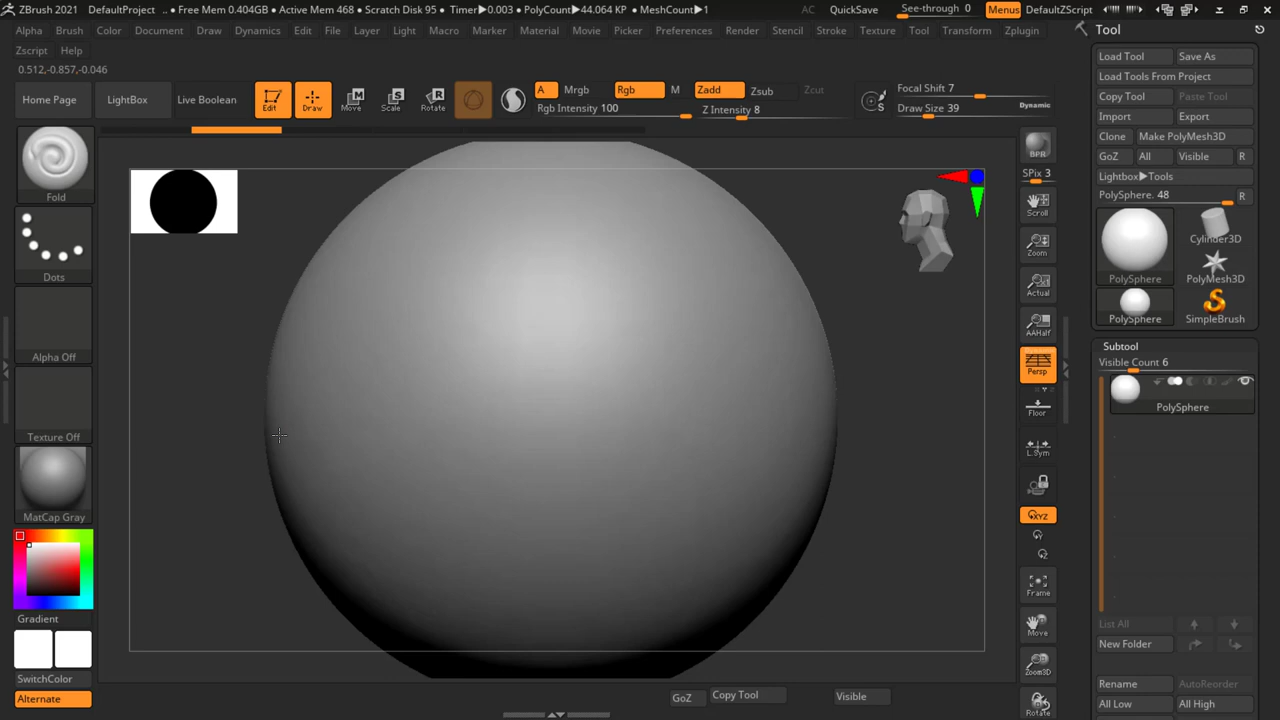 ZBrush 2021 DefaultProject . • Free Mem 0.404GB • Active Mem 468 • Scratch Disk 95 • Timer▶0.003 • PolyCount▶44.064 KP • MeshCount▶1 AC QuickSave See-through 0 Menus DefaultZScript
Alpha Brush Color Document Draw Dynamics Edit File Layer Light Macro Marker Material Movie Picker Preferences Render Stencil Stroke Texture Tool Transform Zplugin
Zscript Help
0.512,-0.857,-0.046
Home Page LightBox Live Boolean Edit Draw Move Scale Rotate
A Mrgb Rgb M Zadd Zsub Zcut
Rgb Intensity 100 Z Intensity 8
Focal Shift 7
Draw Size 39 Dynamic
S
M
S
R
Fold
Dots
Alpha Off
Texture Off
MatCap Gray
Gradient
SwitchColor
Alternate
BPR
SPix 3
Scroll
Zoom
Actual
AAHalf
Persp
Floor
L.Sym
XYZ
Y
Z
Frame
Move
Zoom3D
Rotate
GoZ Copy Tool Visible
Tool
Load Tool Save As
Load Tools From Project
Copy Tool Paste Tool
Import Export
Clone Make PolyMesh3D
GoZ All Visible R
Lightbox▶Tools
PolySphere. 48 R
PolySphere Cylinder3D
PolyMesh3D
PolySphere SimpleBrush
Subtool
Visible Count 6
PolySphere
List All
New Folder
Rename AutoReorder
All Low All High